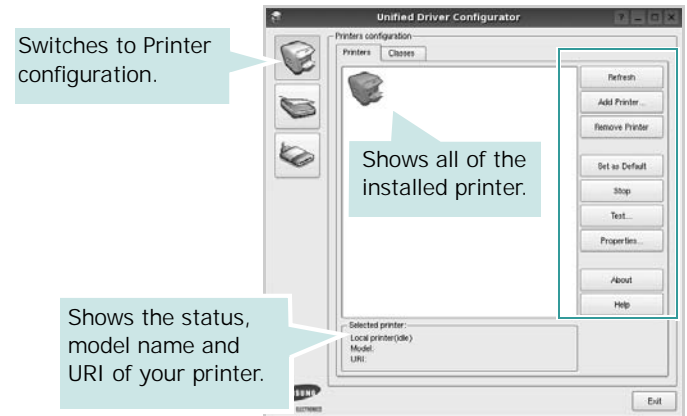 Unified Driver Configurator
Switches to Printer
configuration.
Printers configuration
Printers
Classes
Refresh
Add Printer...
Remove Printer
Set as Default
Stop
Test...
Properties...
About
Help
Shows all of the
installed printer.
Shows the status,
model name and
URI of your printer.
Selected printer:
Local printer(idle)
Model:
URI:
Exit